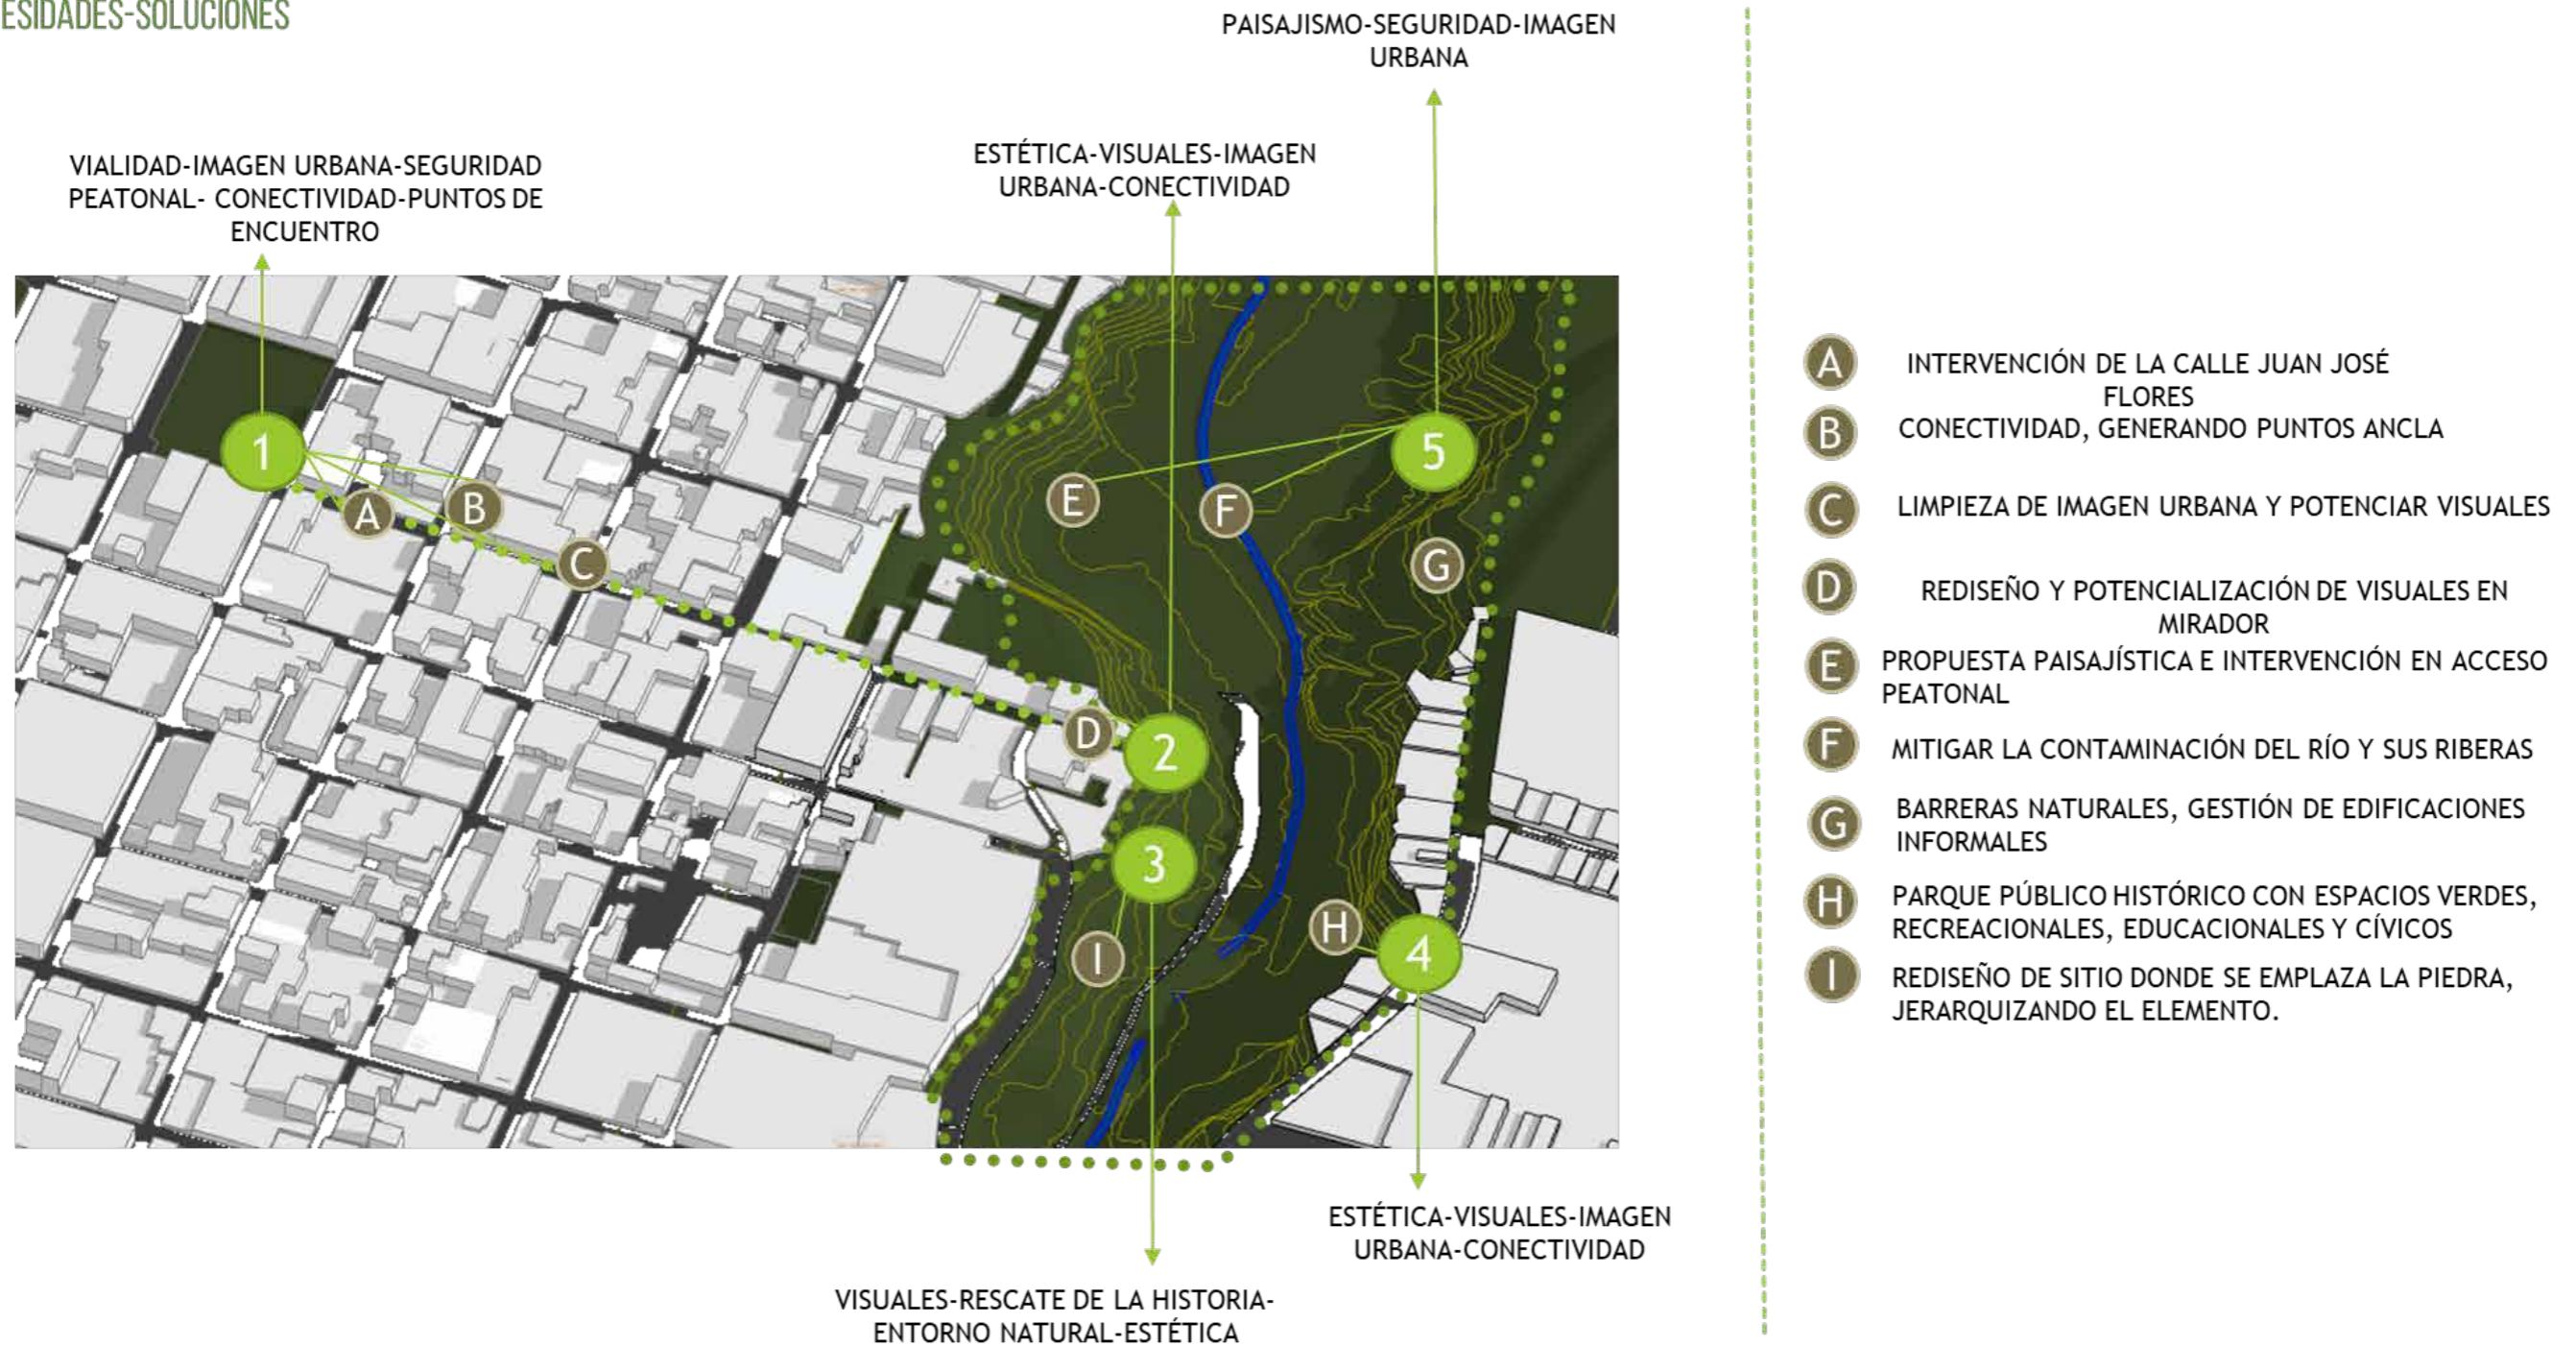 ESIDADES-SOLUCIONES
PAISAJISMO-SEGURIDAD-IMAGEN
URBANA
ESTÉTICA-VISUALES-IMAGEN
URBANA-CONECTIVIDAD
VIALIDAD-IMAGEN URBANA-SEGURIDAD
PEATONAL- CONECTIVIDAD-PUNTOS DE
ENCUENTRO
1
A
B
C
5
E
F
G
D
2
3
I
H
4
ESTÉTICA-VISUALES-IMAGEN
URBANA-CONECTIVIDAD
VISUALES-RESCATE DE LA HISTORIA-
ENTORNO NATURAL-ESTÉTICA
A INTERVENCIÓN DE LA CALLE JUAN JOSÉ
FLORES
B CONECTIVIDAD, GENERANDO PUNTOS ANCLA
C LIMPIEZA DE IMAGEN URBANA Y POTENCIAR VISUALES
D REDISEÑO Y POTENCIALIZACIÓN DE VISUALES EN
MIRADOR
E PROPUESTA PAISAJÍSTICA E INTERVENCIÓN EN ACCESO
PEATONAL
F MITIGAR LA CONTAMINACIÓN DEL RÍO Y SUS RIBERAS
G BARRERAS NATURALES, GESTIÓN DE EDIFICACIONES
INFORMALES
H PARQUE PÚBLICO HISTÓRICO CON ESPACIOS VERDES,
RECREACIONALES, EDUCACIONALES Y CÍVICOS
I REDISEÑO DE SITIO DONDE SE EMPLAZA LA PIEDRA,
JERARQUIZANDO EL ELEMENTO.